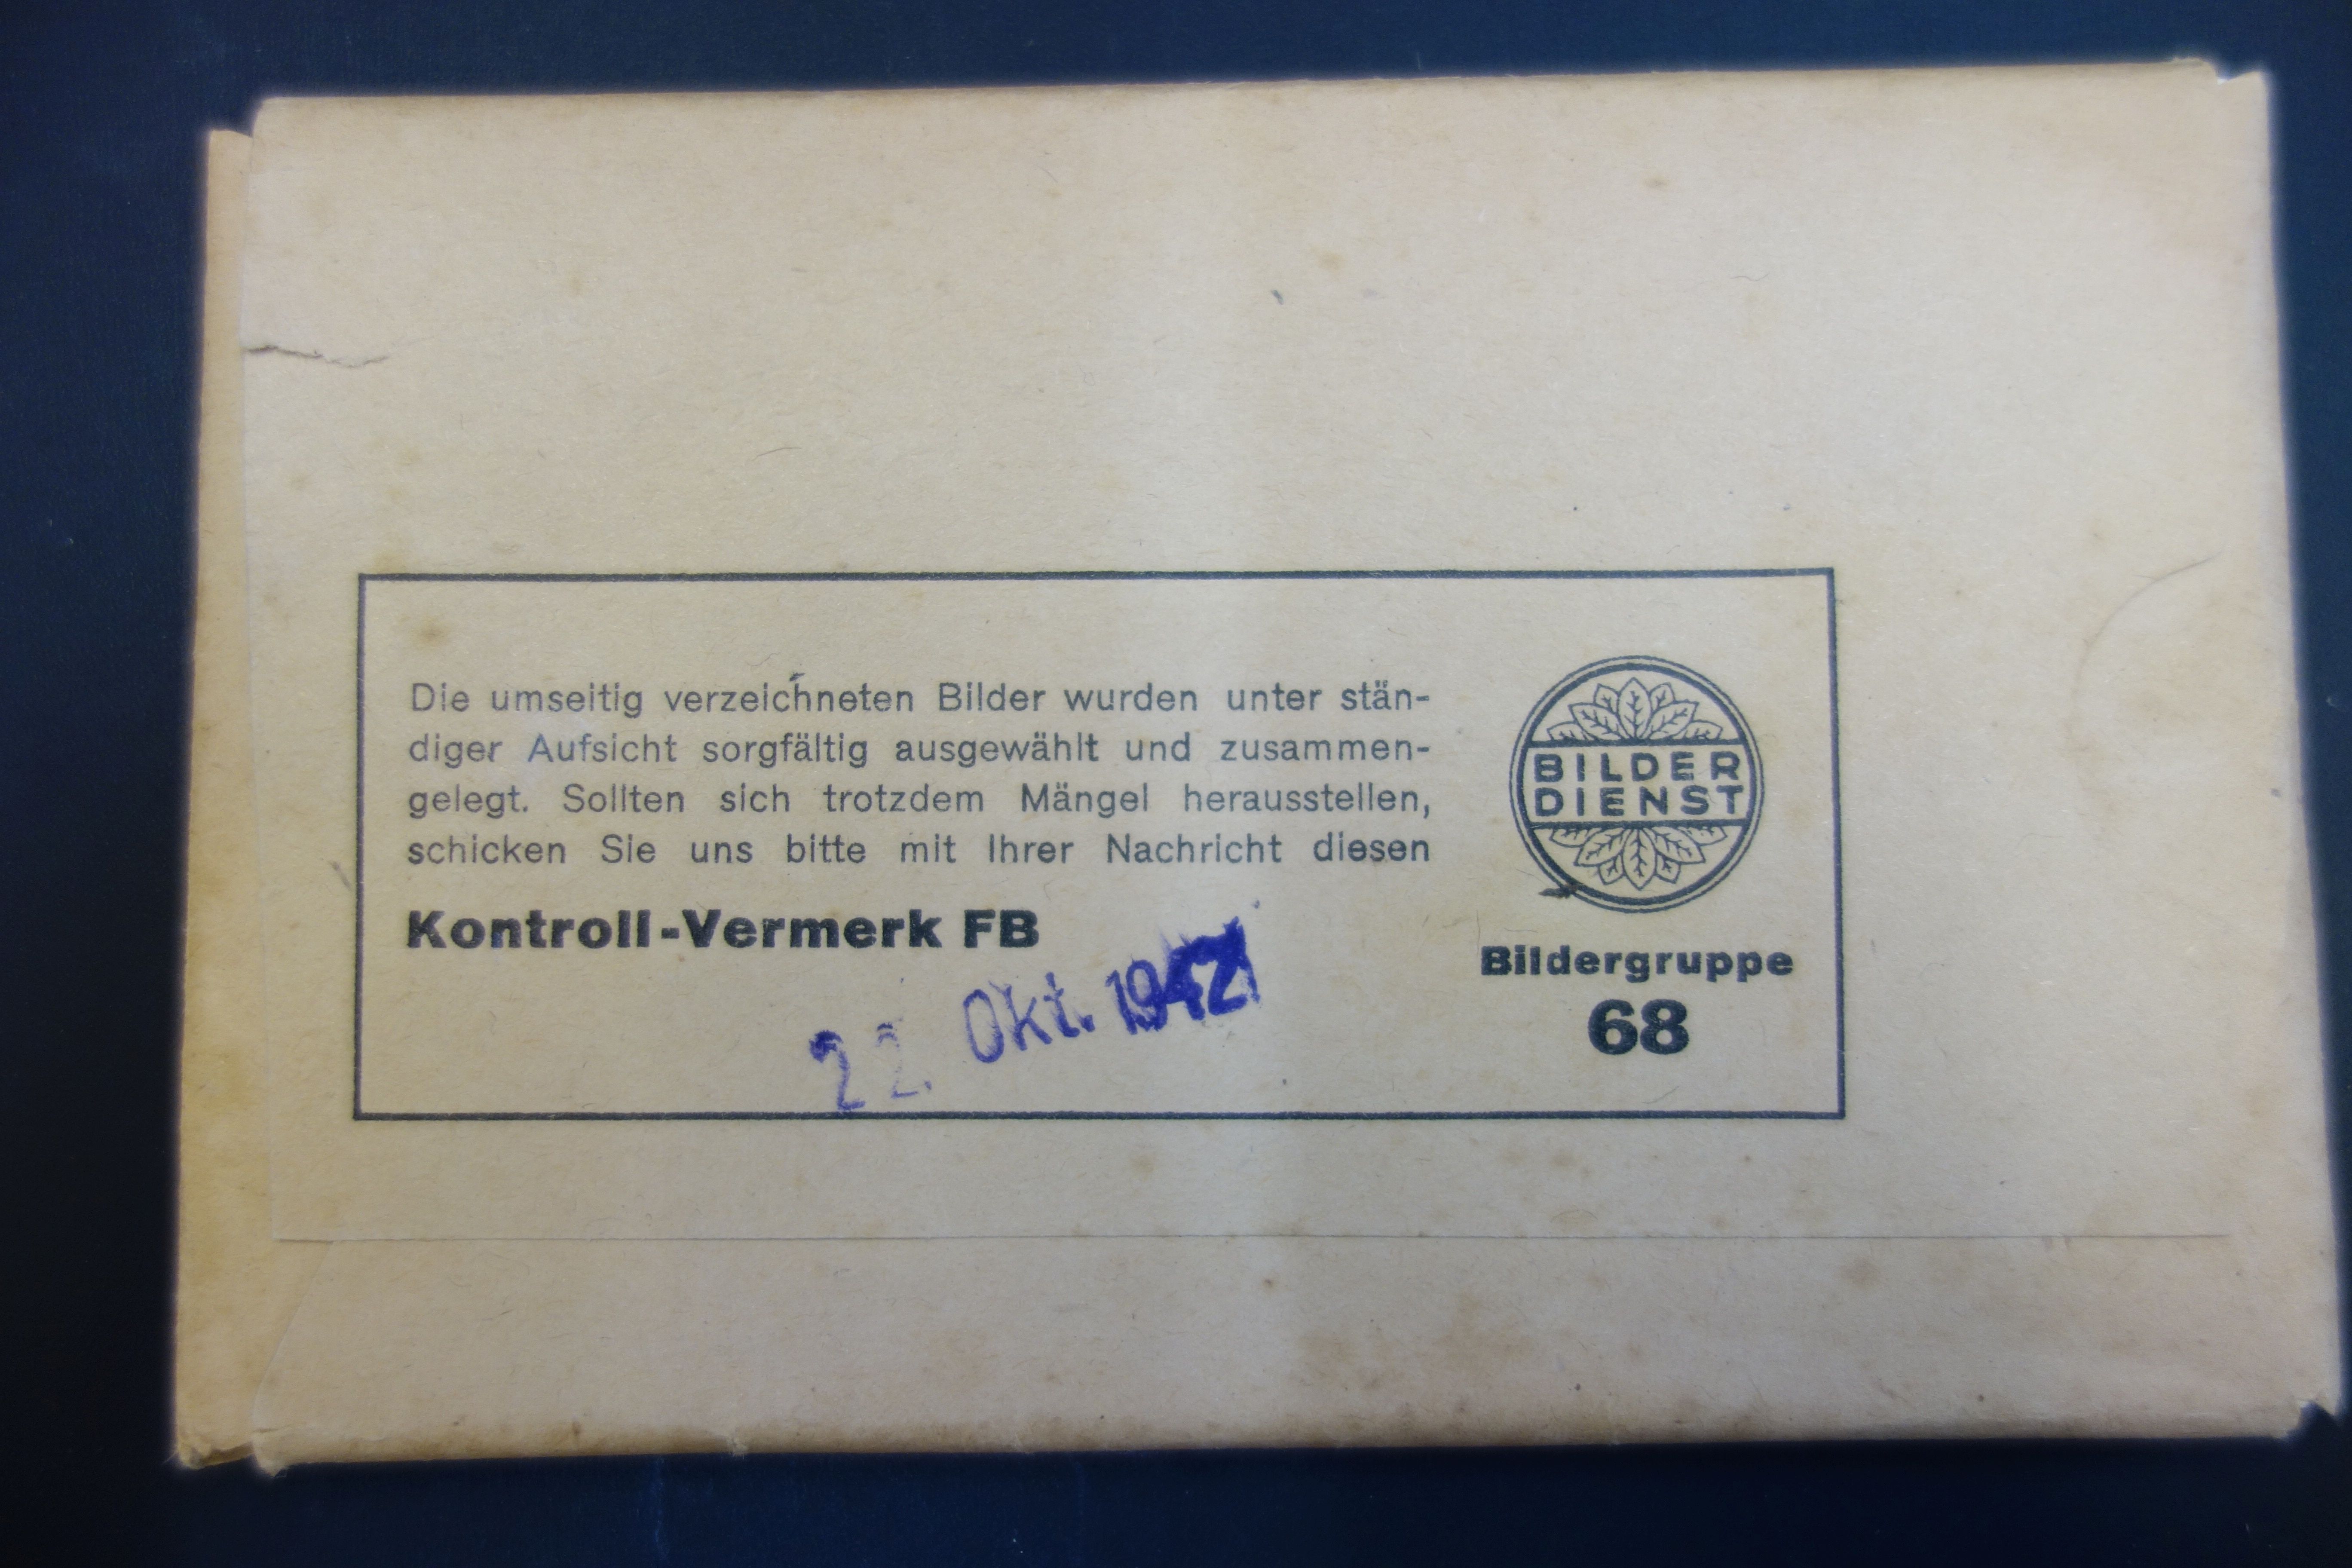 Die umseitig verzeichneten Bilder wurden unter stän-
diger Aufsicht sorgfältig ausgewählt und zusammen-
gelegt. Sollten sich trotzdem Mängel herausstellen,
schicken Sie uns bitte mit Ihrer Nachricht diesen
Kontroll-Vermerk FB
22. Okt. 1942
BILDER
DIENST
Bildergruppe
68